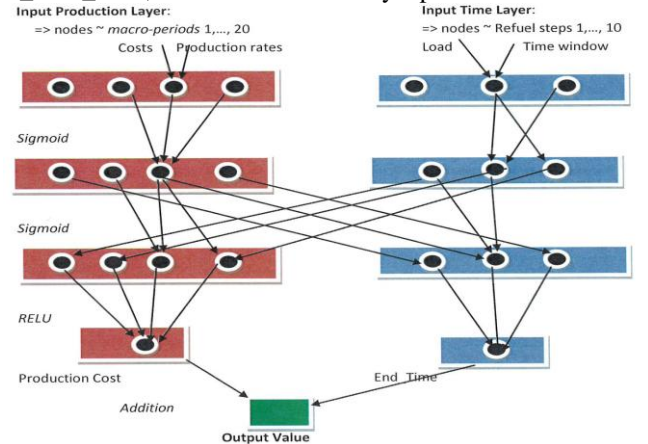 Input Production Layer:
=> nodes ~ macro-periods 1,..., 20
Costs Production rates
Input Time Layer:
=> nodes ~ Refuel steps 1,..., 10
Load Time window
Sigmoid
Sigmoid
RELU
Production Cost
End Time
Addition
Output Value